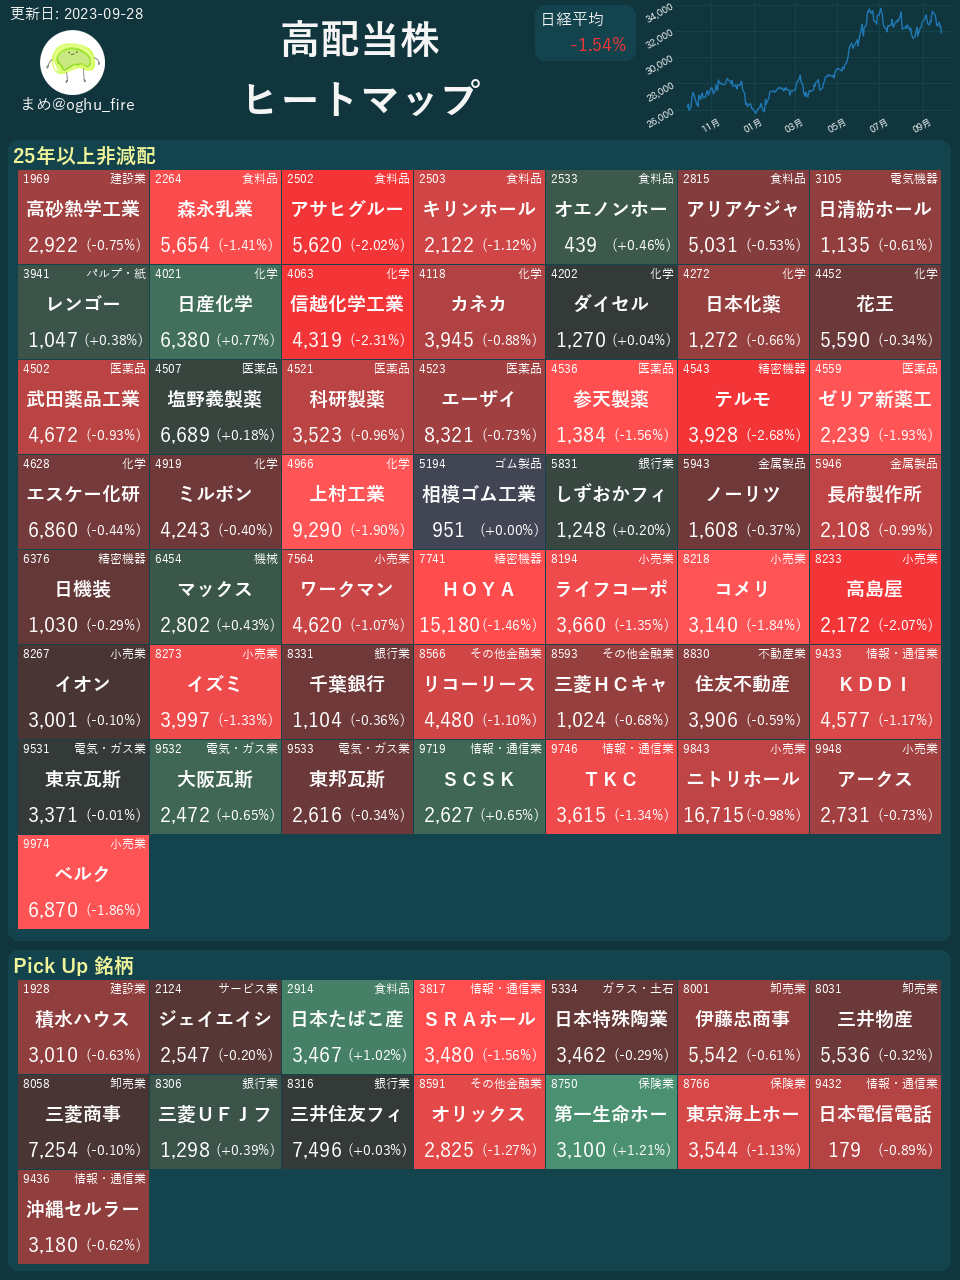 更新日: 2023-09-28
まめ@oghu_fire
高配当株
ヒートマップ
日経平均
-1.54%
34,000
32,000
30,000
28,000
26,000
11月 01月 03月 05月 07月 09月
25年以上非減配
1969 建設業 2264 食料品 2502 食料品 2503 食料品 2533 食料品 2815 食料品 3105 電気機器
高砂熱学工業 森永乳業 アサヒグルー キリンホール オエノンホー アリアケジャ 日清紡ホール
2,922 (-0.75%) 5,654 (-1.41%) 5,620 (-2.02%) 2,122 (-1.12%) 439 (+0.46%) 5,031 (-0.53%) 1,135 (-0.61%)
3941 パルプ・紙 4021 化学 4063 化学 4118 化学 4202 化学 4272 化学 4452 化学
レンゴー 日産化学 信越化学工業 カネカ ダイセル 日本化薬 花王
1,047 (+0.38%) 6,380 (+0.77%) 4,319 (-2.31%) 3,945 (-0.88%) 1,270 (+0.04%) 1,272 (-0.66%) 5,590 (-0.34%)
4502 医薬品 4507 医薬品 4521 医薬品 4523 医薬品 4536 医薬品 4543 精密機器 4559 医薬品
武田薬品工業 塩野義製薬 科研製薬 エーザイ 参天製薬 テルモ ゼリア新薬工
4,672 (-0.93%) 6,689 (+0.18%) 3,523 (-0.96%) 8,321 (-0.73%) 1,384 (-1.56%) 3,928 (-2.68%) 2,239 (-1.93%)
4628 化学 4919 化学 4966 化学 5194 ゴム製品 5831 銀行業 5943 金属製品 5946 金属製品
エスケー化研 ミルボン 上村工業 相模ゴム工業 しずおかフィ ノーリツ 長府製作所
6,860 (-0.44%) 4,243 (-0.40%) 9,290 (-1.90%) 951 (+0.00%) 1,248 (+0.20%) 1,608 (-0.37%) 2,108 (-0.99%)
6376 精密機器 6454 機械 7564 小売業 7741 精密機器 8194 小売業 8218 小売業 8233 小売業
日機装 マックス ワークマン ＨＯＹＡ ライフコーポ コメリ 高島屋
1,030 (-0.29%) 2,802 (+0.43%) 4,620 (-1.07%) 15,180(-1.46%) 3,660 (-1.35%) 3,140 (-1.84%) 2,172 (-2.07%)
8267 小売業 8273 小売業 8331 銀行業 8566 その他金融業 8593 その他金融業 8830 不動産業 9433 情報・通信業
イオン イズミ 千葉銀行 リコーリース 三菱ＨＣキャ 住友不動産 ＫＤＤＩ
3,001 (-0.10%) 3,997 (-1.33%) 1,104 (-0.36%) 4,480 (-1.10%) 1,024 (-0.68%) 3,906 (-0.59%) 4,577 (-1.17%)
9531 電気・ガス業 9532 電気・ガス業 9533 電気・ガス業 9719 情報・通信業 9746 情報・通信業 9843 小売業 9948 小売業
東京瓦斯 大阪瓦斯 東邦瓦斯 ＳＣＳＫ ＴＫＣ ニトリホール アークス
3,371 (-0.01%) 2,472 (+0.65%) 2,616 (-0.34%) 2,627 (+0.65%) 3,615 (-1.34%) 16,715(-0.98%) 2,731 (-0.73%)
9974 小売業
ベルク
6,870 (-1.86%)
Pick Up 銘柄
1928 建設業 2124 サービス業 2914 食料品 3817 情報・通信業 5334 ガラス・土石 8001 卸売業 8031 卸売業
積水ハウス ジェイエイシ 日本たばこ産 ＳＲＡホール 日本特殊陶業 伊藤忠商事 三井物産
3,010 (-0.63%) 2,547 (-0.20%) 3,467 (+1.02%) 3,480 (-1.56%) 3,462 (-0.29%) 5,542 (-0.61%) 5,536 (-0.32%)
8058 卸売業 8306 銀行業 8316 銀行業 8591 その他金融業 8750 保険業 8766 保険業 9432 情報・通信業
三菱商事 三菱ＵＦＪフ 三井住友フィ オリックス 第一生命ホー 東京海上ホー 日本電信電話
7,254 (-0.10%) 1,298 (+0.39%) 7,496 (+0.03%) 2,825 (-1.27%) 3,100 (+1.21%) 3,544 (-1.13%) 179 (-0.89%)
9436 情報・通信業
沖縄セルラー
3,180 (-0.62%)